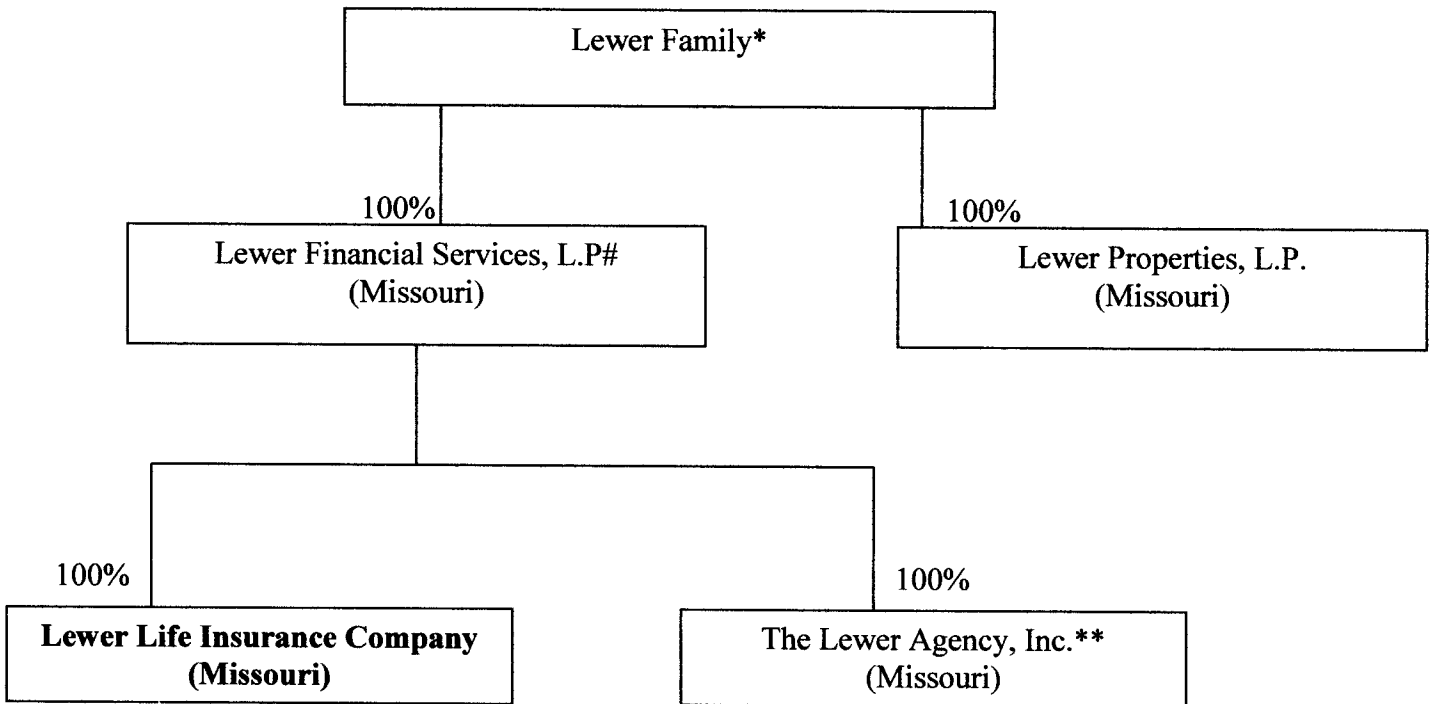 Lewer Family*
100%
100%
Lewer Financial Services, L.P#
(Missouri)
Lewer Properties, L.P.
(Missouri)
100%
100%
Lewer Life Insurance Company
(Missouri)
The Lewer Agency, Inc.**
(Missouri)